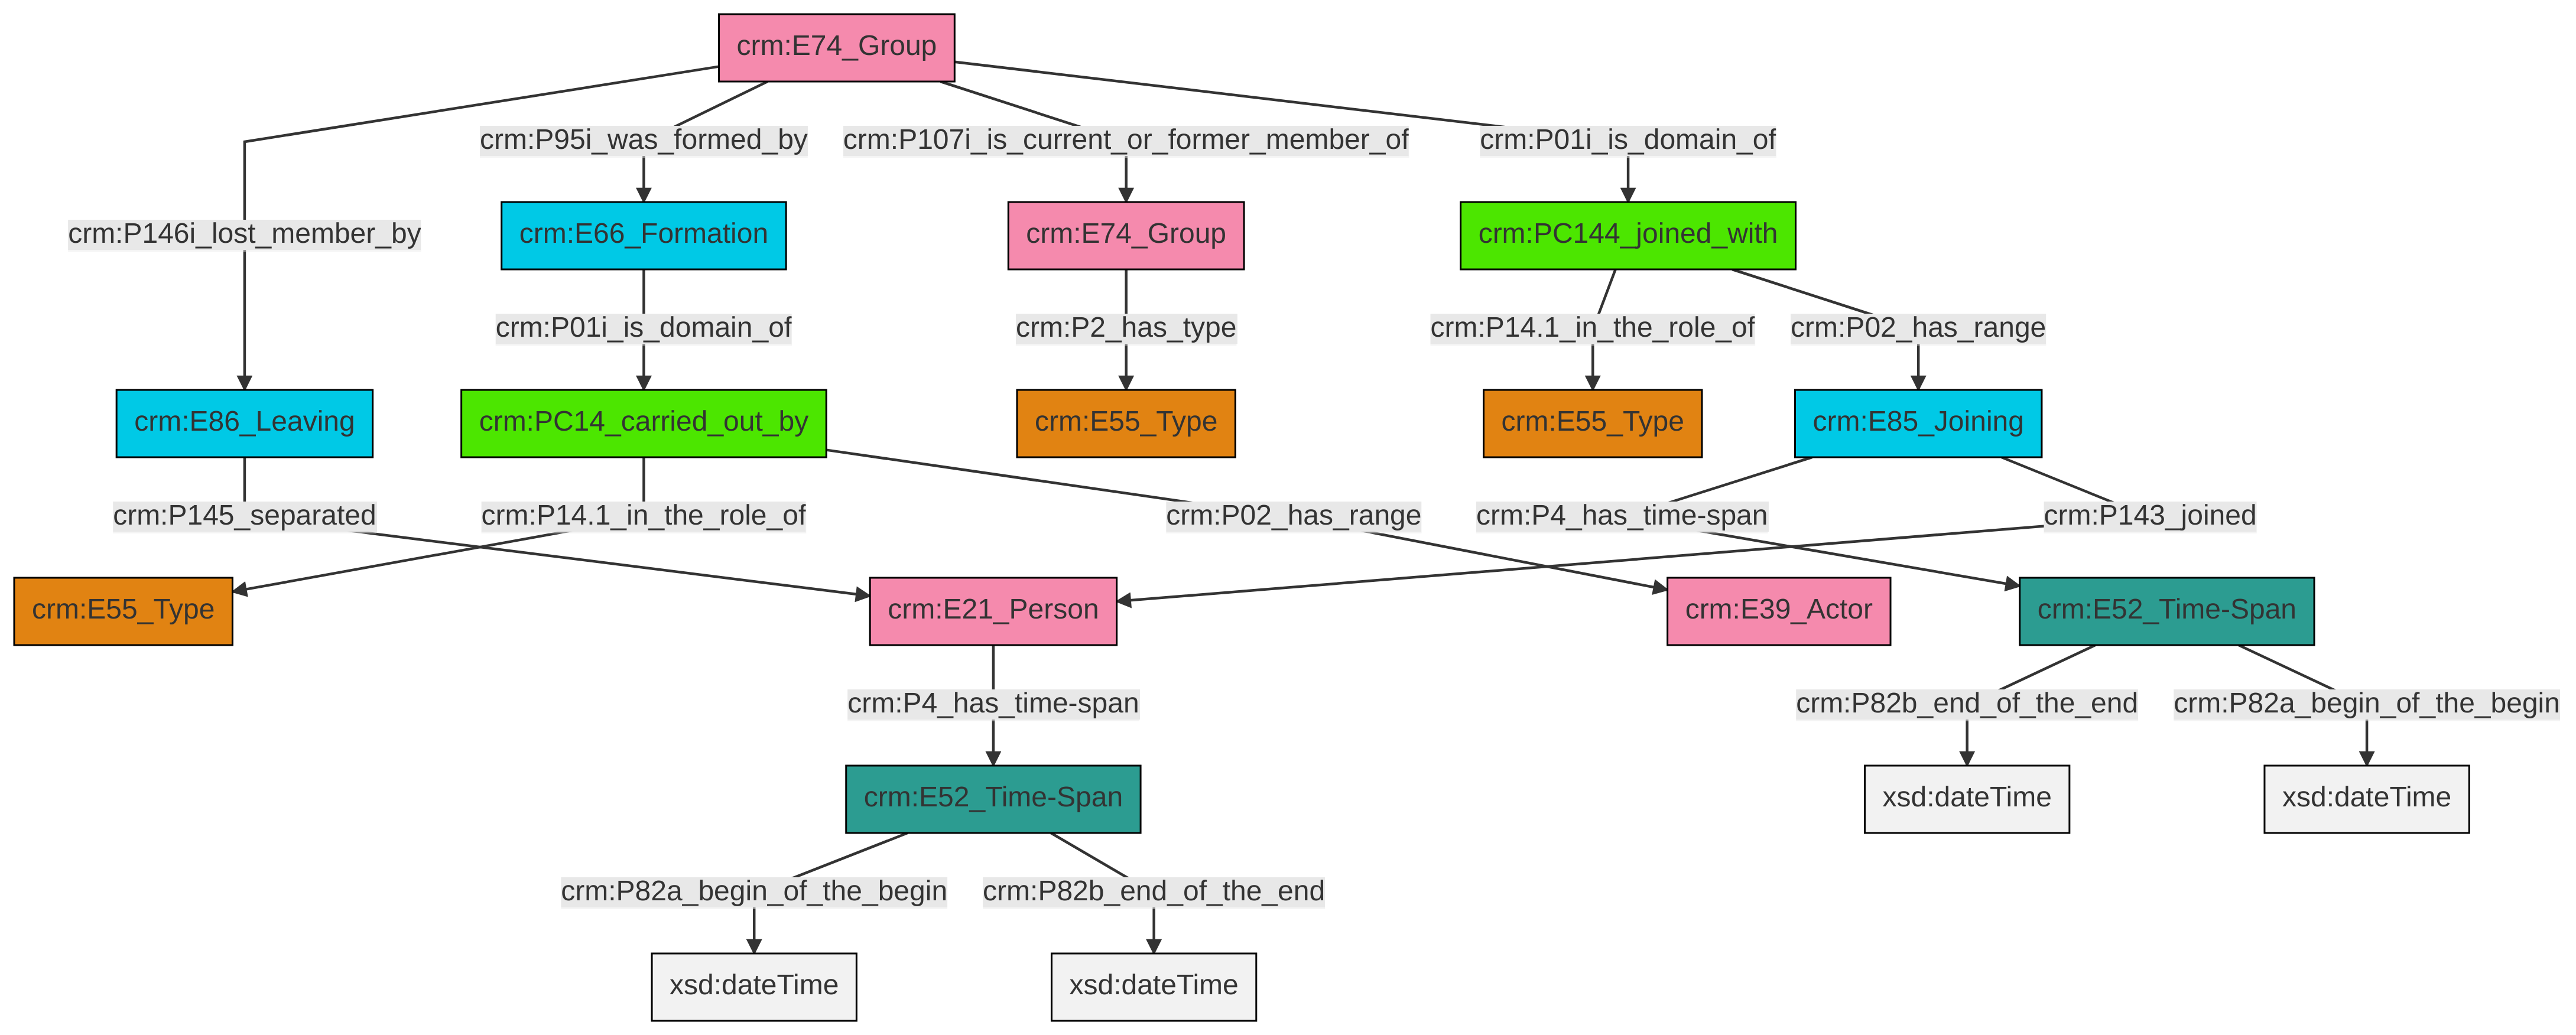 crm:E74_Group
crm:P95i_was_formed_by
crm:P107i_is_current_or_former_member_of
crm:P01i_is_domain_of
crm:P146i_lost_member_by
crm:E66_Formation
crm:E74_Group
crm:PC144_joined_with
crm:P01i_is_domain_of
crm:P2_has_type
crm:P14.1_in_the_role_of
crm:P02_has_range
crm:E86_Leaving
crm:PC14_carried_out_by
crm:E55_Type
crm:E55_Type
crm:E85_Joining
crm:P145_separated
crm:P14.1_in_the_role_of
crm:P02_has_range
crm:P4_has_time-span
crm:P143_joined
crm:E55_Type
crm:E21_Person
crm:E39_Actor
crm:E52_Time-Span
crm:P4_has_time-span
crm:P82b_end_of_the_end
crm:P82a_begin_of_the_begin
crm:E52_Time-Span
xsd:dateTime
xsd:dateTime
crm:P82a_begin_of_the_begin
crm:P82b_end_of_the_end
xsd:dateTime
xsd:dateTime